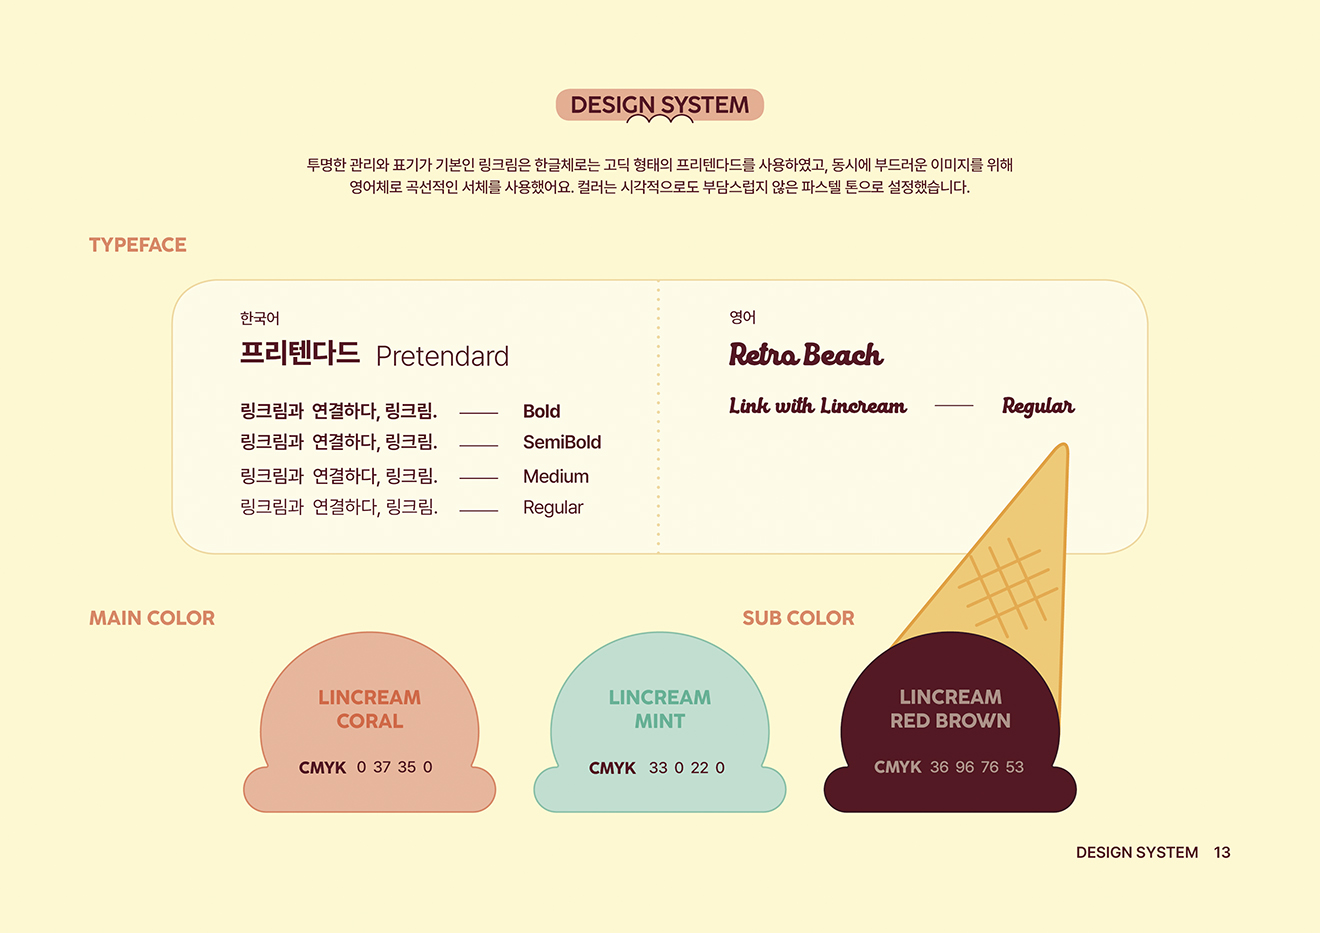 DESIGN SYSTEM
투명한 관리와 표기가 기본인 링크림은 한글체로는 고딕 형태의 프리텐다드를 사용하였고, 동시에 부드러운 이미지를 위해
영어체로 곡선적인 서체를 사용했어요. 컬러는 시각적으로도 부담스럽지 않은 파스텔 톤으로 설정했습니다.
TYPEFACE
한국어
프리텐다드 Pretendard
링크림과 연결하다, 링크림. Bold
링크림과 연결하다, 링크림. SemiBold
링크림과 연결하다, 링크림. Medium
링크림과 연결하다, 링크림. Regular
영어
Retro Beach
Link with Lincream Regular
MAIN COLOR
LINCREAM
CORAL
CMYK 0 37 35 0
LINCREAM
MINT
CMYK 33 0 22 0
SUB COLOR
LINCREAM
RED BROWN
CMYK 36 96 76 53
DESIGN SYSTEM 13